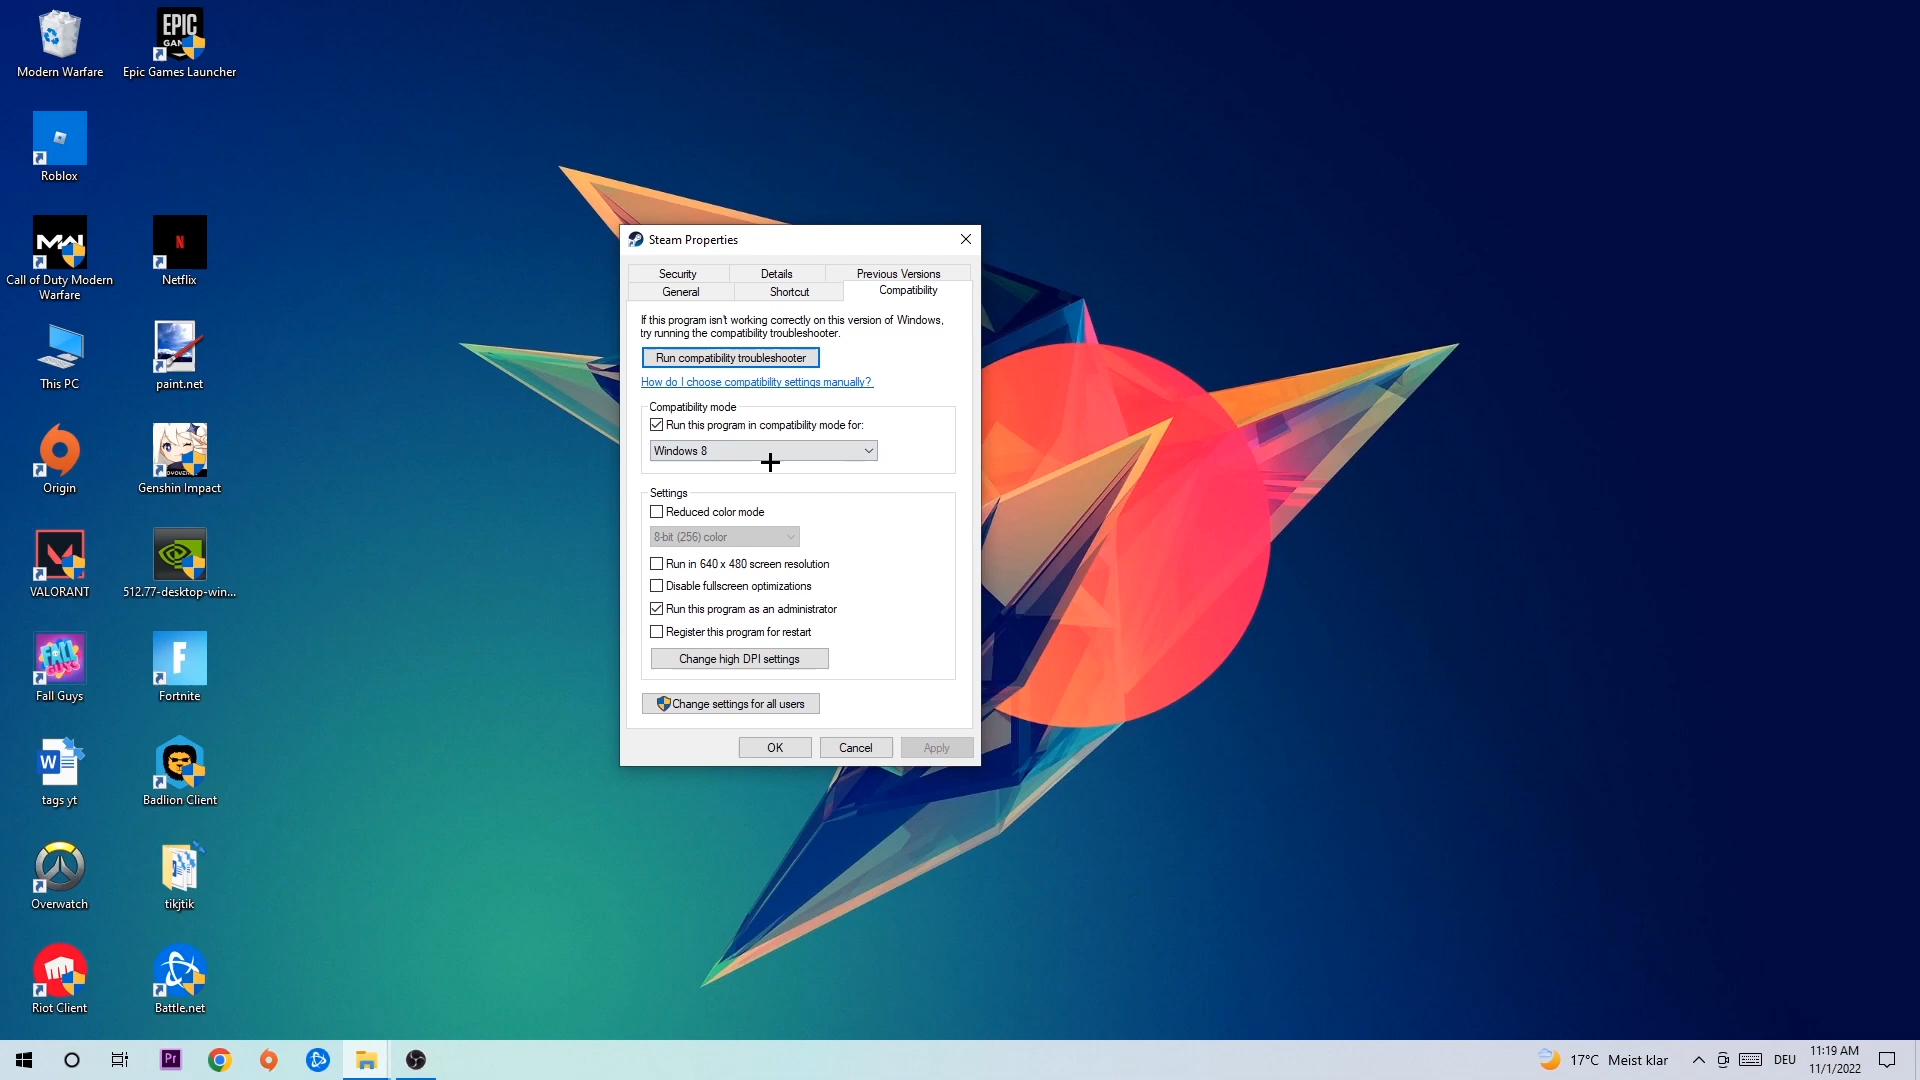 Modern Warfare
EPIC
GAMES
Epic Games Launcher
Roblox
MW
Call of Duty Modern
Warfare
N
Netflix
This PC
paint.net
Origin
Genshin Impact
VALORANT
512.77-desktop-win...
FALL
GUYS
Fall Guys
F
Fortnite
W
tags yt
Badlion Client
Overwatch
tikjtik
Riot Client
Battle.net
Steam Properties
Security
Details
Previous Versions
General
Shortcut
Compatibility
If this program isn't working correctly on this version of Windows,
try running the compatibility troubleshooter.
Run compatibility troubleshooter
How do I choose compatibility settings manually?
Compatibility mode
Run this program in compatibility mode for:
Windows 8
Settings
Reduced color mode
8-bit (256) color
Run in 640 x 480 screen resolution
Disable fullscreen optimizations
Run this program as an administrator
Register this program for restart
Change high DPI settings
Change settings for all users
OK
Cancel
Apply
Pr
17°C Meist klar
DEU
11:19 AM
11/1/2022